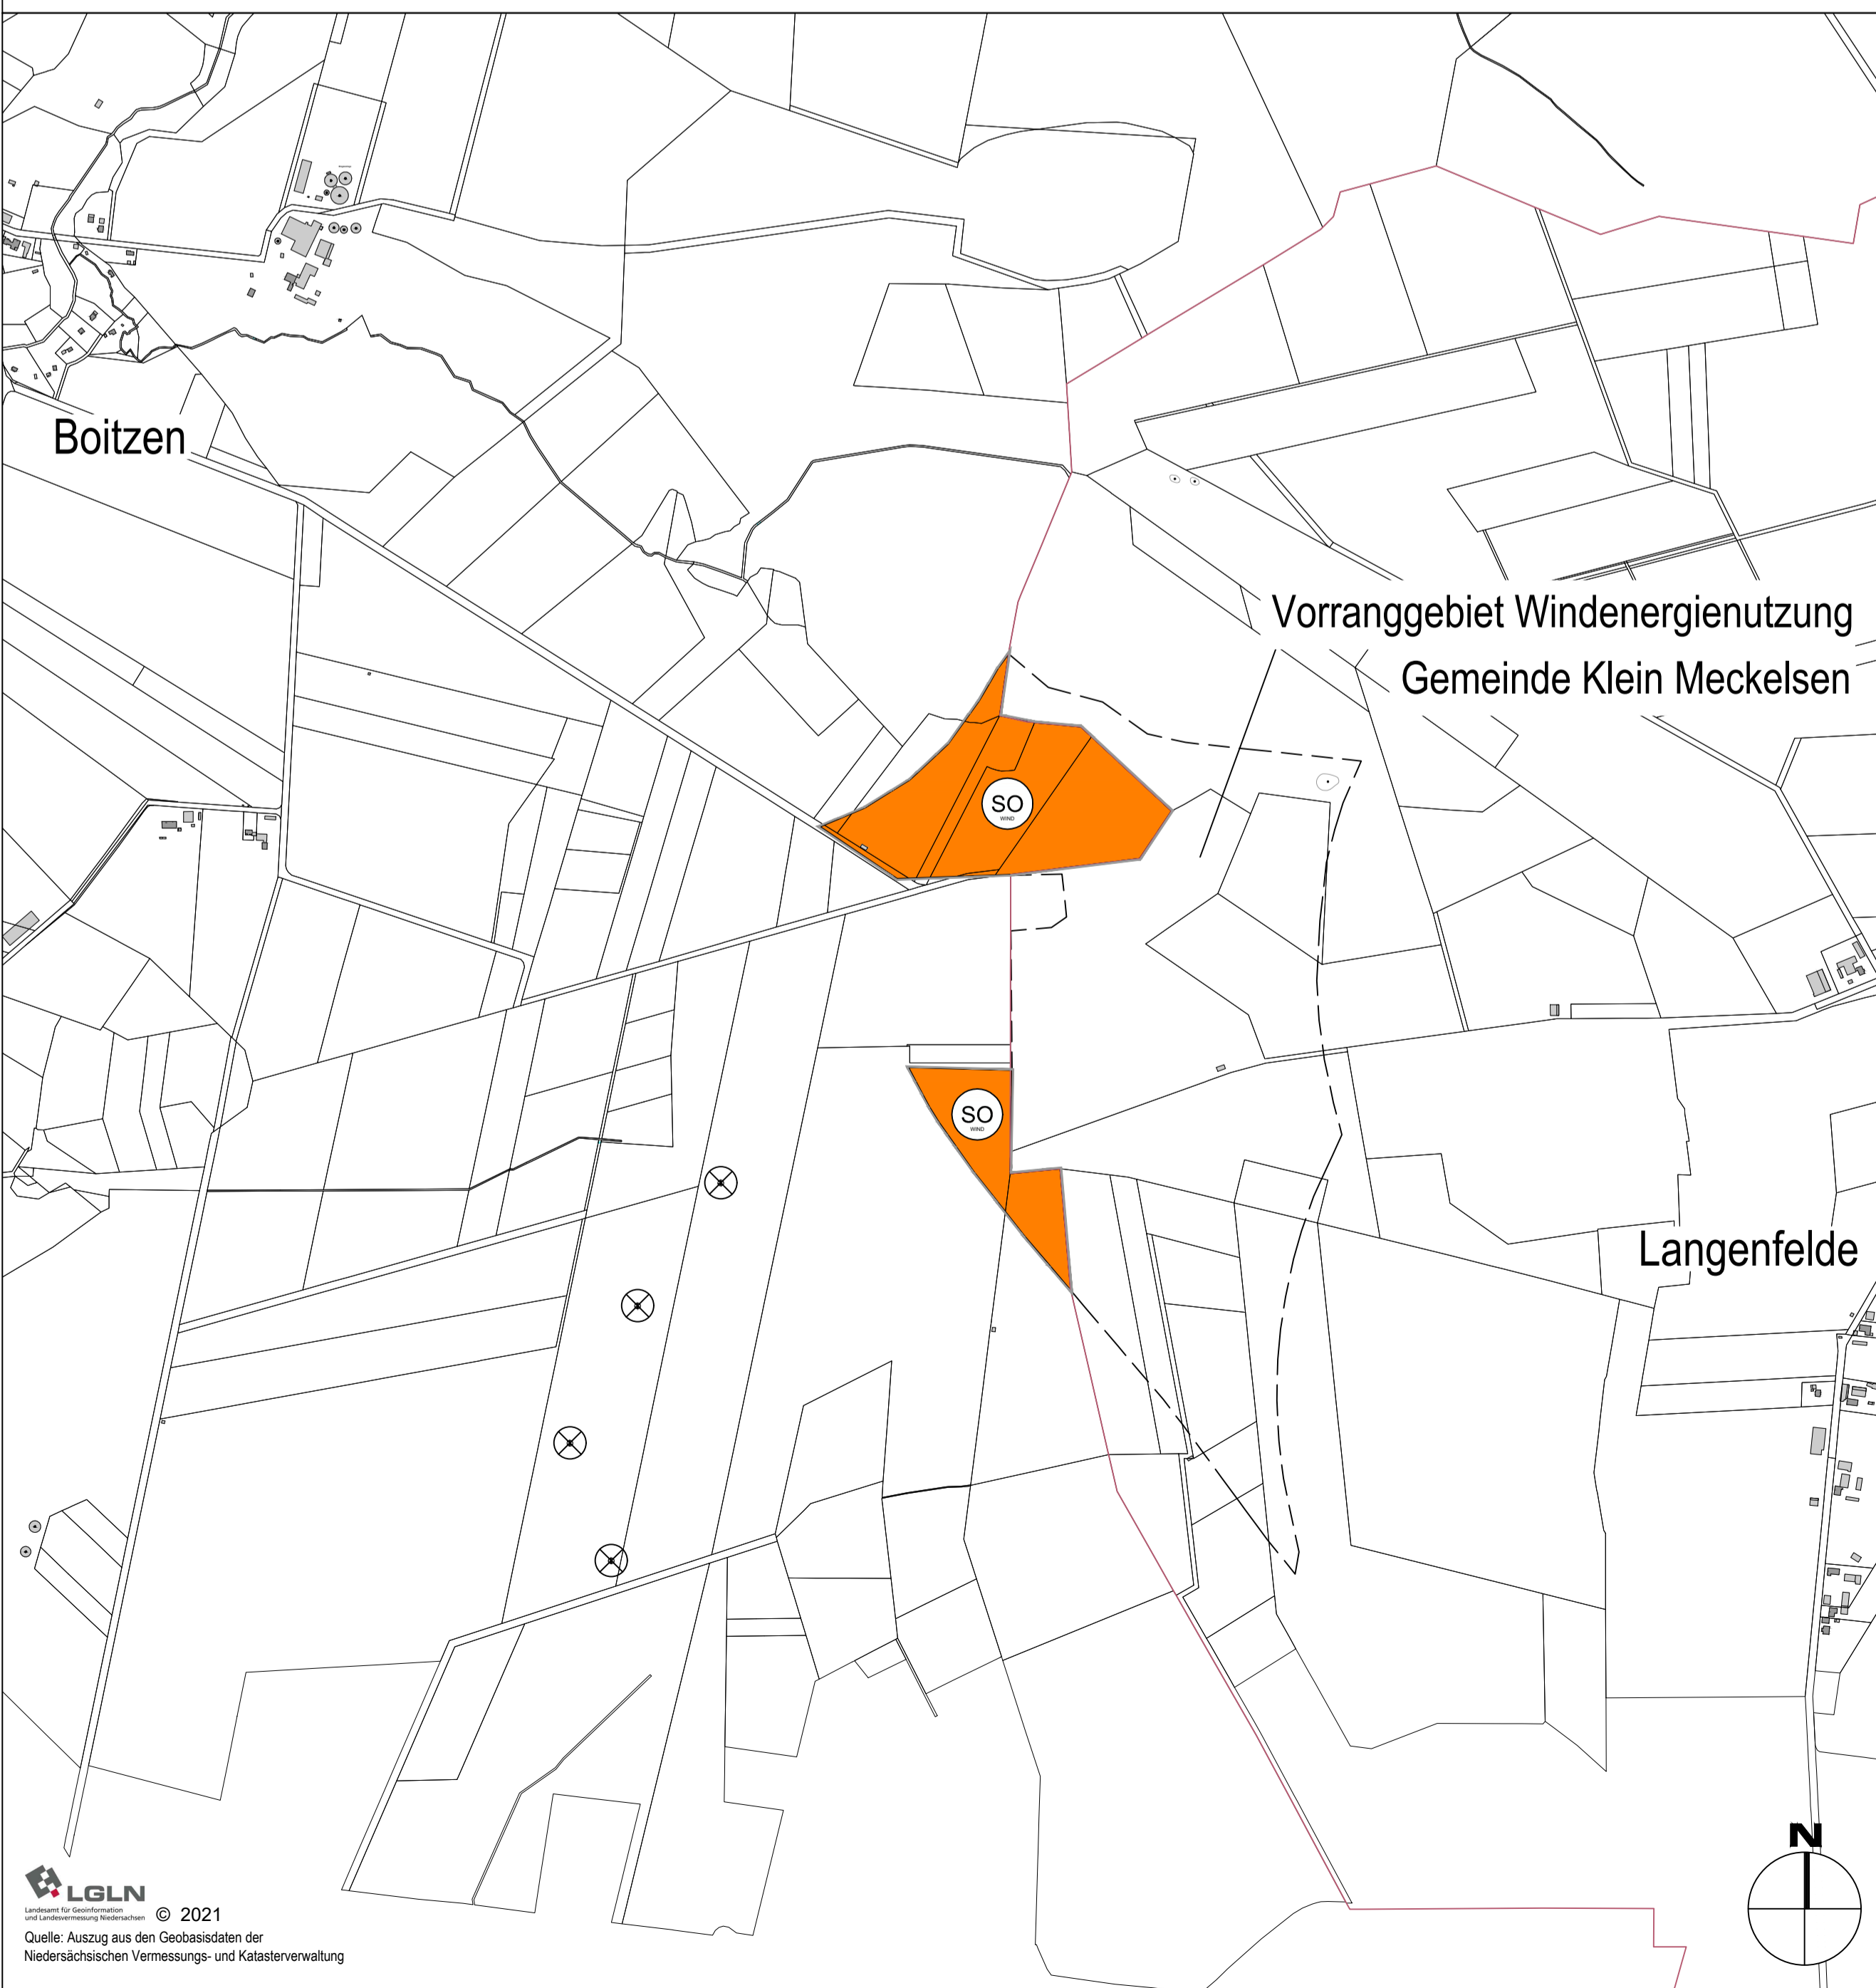 Boitzen
Vorranggebiet Windenergienutzung
Gemeinde Klein Meckelsen
SO
WIND
SO
WIND
Langenfelde
N
LGLN
Landesamt für Geoinformation
und Landesvermessung Niedersachsen
© 2021
Quelle: Auszug aus den Geobasisdaten der
Niedersächsischen Vermessungs- und Katasterverwaltung